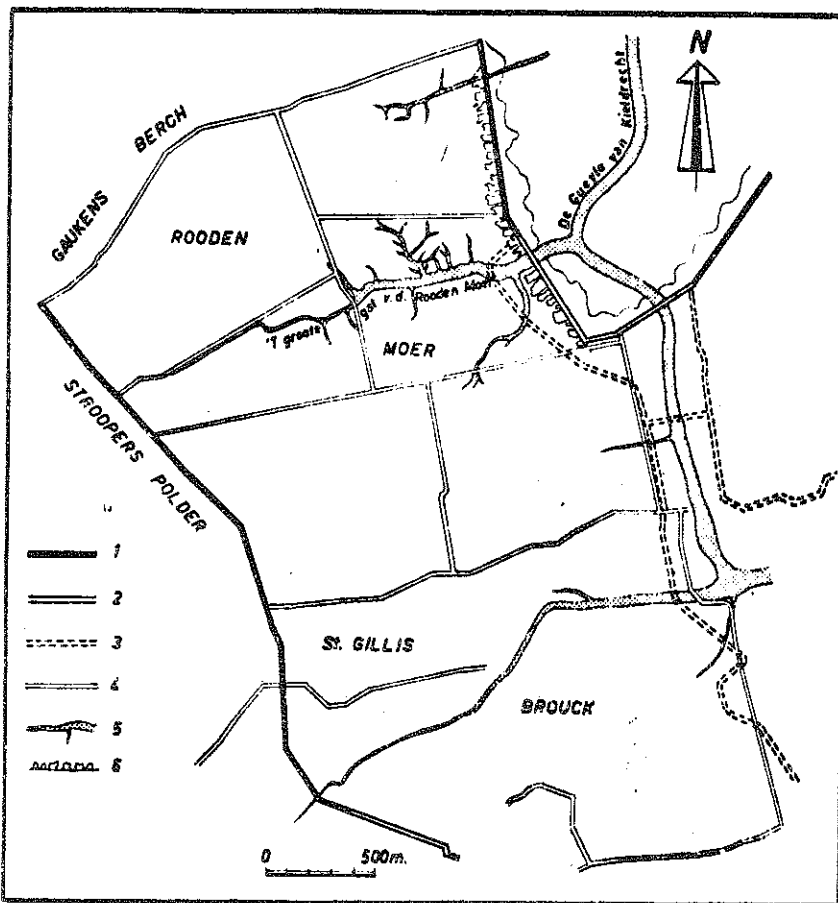 N
GAUKENS BERCH
De Gueule van Kieldrecht
ROODEN
'T groote gat v.d. Rooden Moer
MOER
STROOPERS POLDER
1
2
3
4
5
6
St. GILLIS
BROUCK
0 500m.